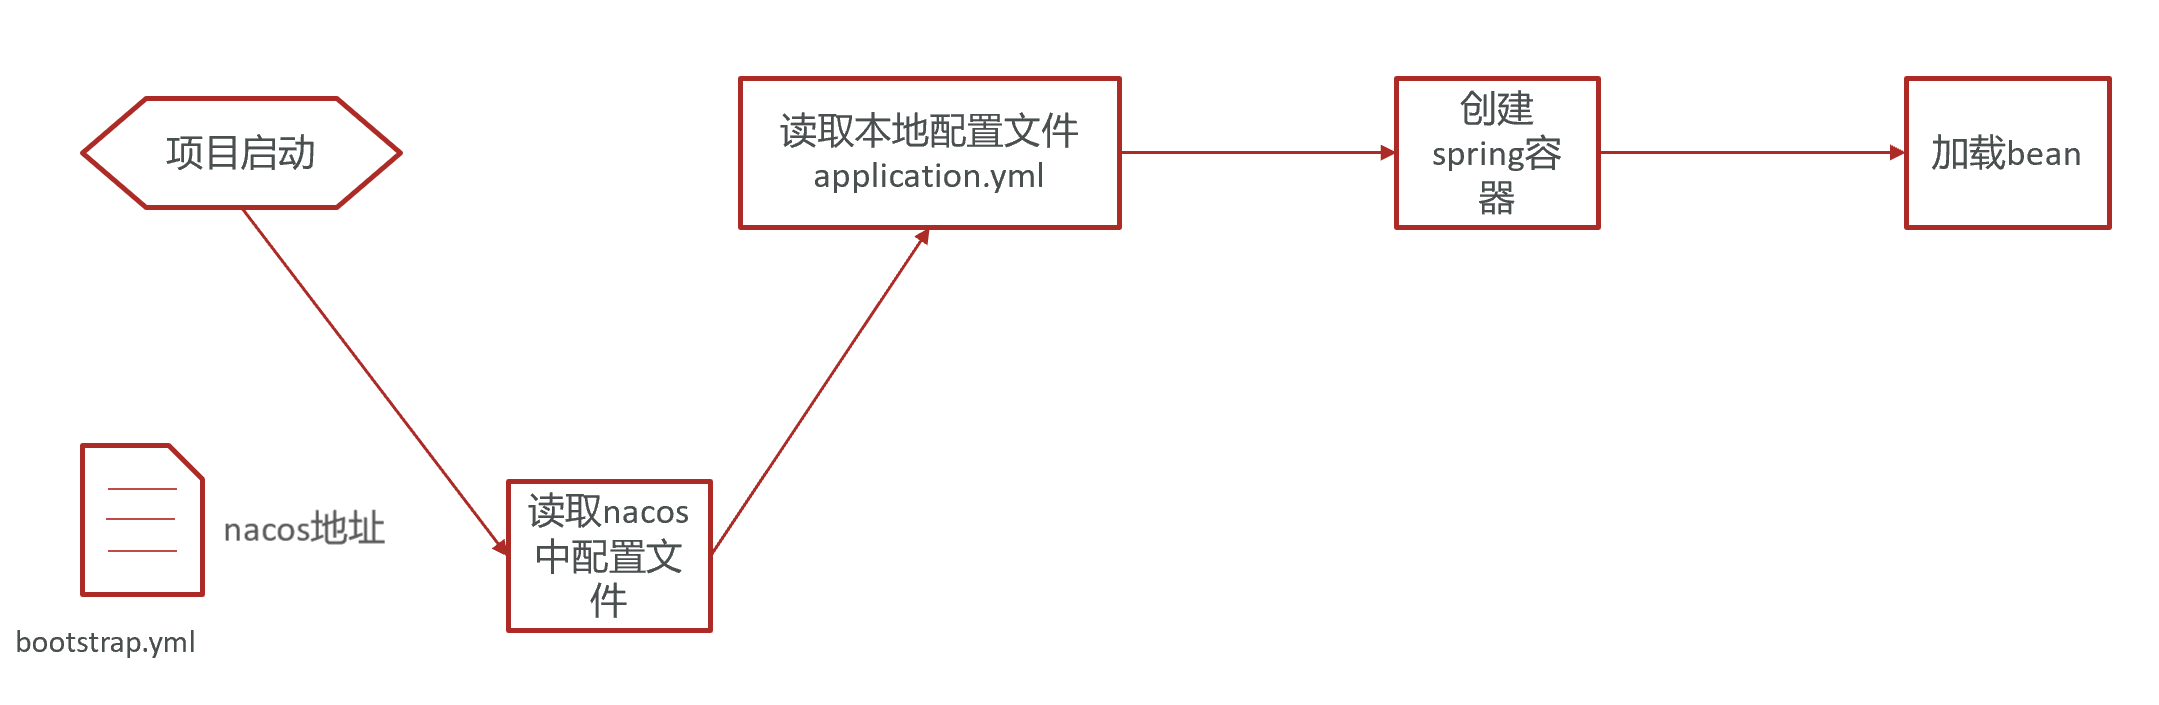 项目启动
读取本地配置文件
application.yml
创建
spring容
器
加载bean
nacos地址
bootstrap.yml
读取nacos
中配置文
件